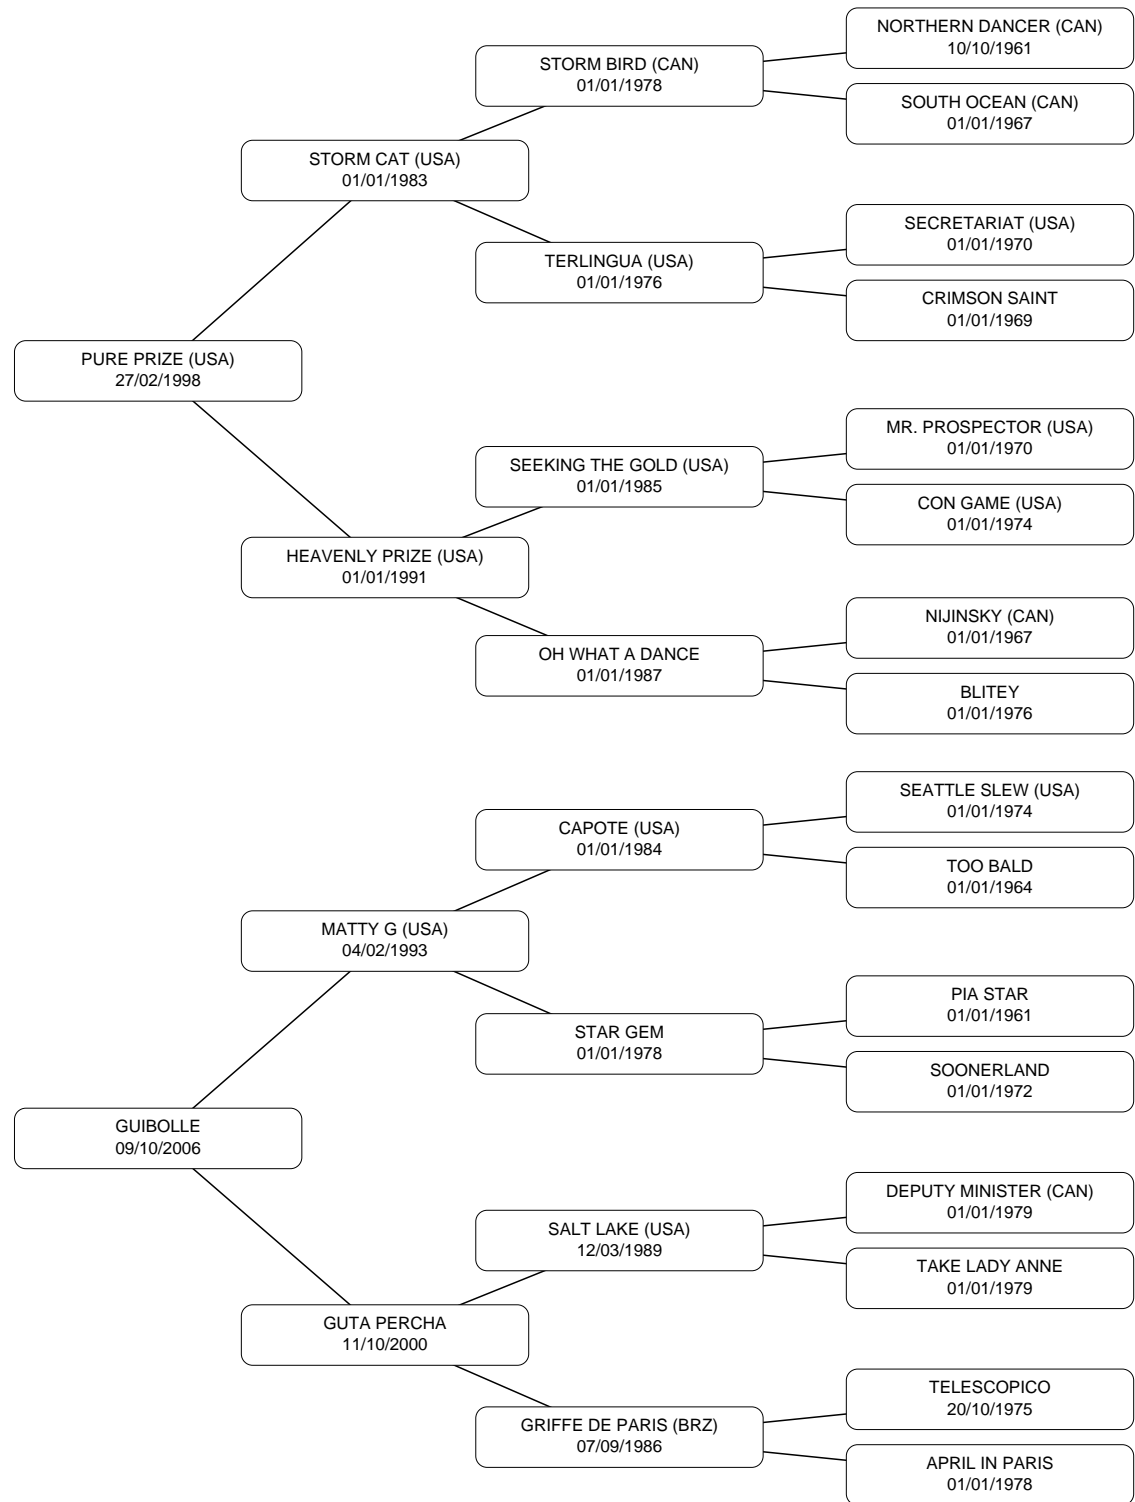 NORTHERN DANCER (CAN)
10/10/1961
STORM BIRD (CAN)
01/01/1978
SOUTH OCEAN (CAN)
01/01/1967
STORM CAT (USA)
01/01/1983
SECRETARIAT (USA)
01/01/1970
TERLINGUA (USA)
01/01/1976
CRIMSON SAINT
01/01/1969
PURE PRIZE (USA)
27/02/1998
MR. PROSPECTOR (USA)
01/01/1970
SEEKING THE GOLD (USA)
01/01/1985
CON GAME (USA)
01/01/1974
HEAVENLY PRIZE (USA)
01/01/1991
NIJINSKY (CAN)
01/01/1967
OH WHAT A DANCE
01/01/1987
BLITEY
01/01/1976
SEATTLE SLEW (USA)
01/01/1974
CAPOTE (USA)
01/01/1984
TOO BALD
01/01/1964
MATTY G (USA)
04/02/1993
PIA STAR
01/01/1961
STAR GEM
01/01/1978
SOONERLAND
01/01/1972
GUIBOLLE
09/10/2006
DEPUTY MINISTER (CAN)
01/01/1979
SALT LAKE (USA)
12/03/1989
TAKE LADY ANNE
01/01/1979
GUTA PERCHA
11/10/2000
TELESCOPICO
20/10/1975
GRIFFE DE PARIS (BRZ)
07/09/1986
APRIL IN PARIS
01/01/1978